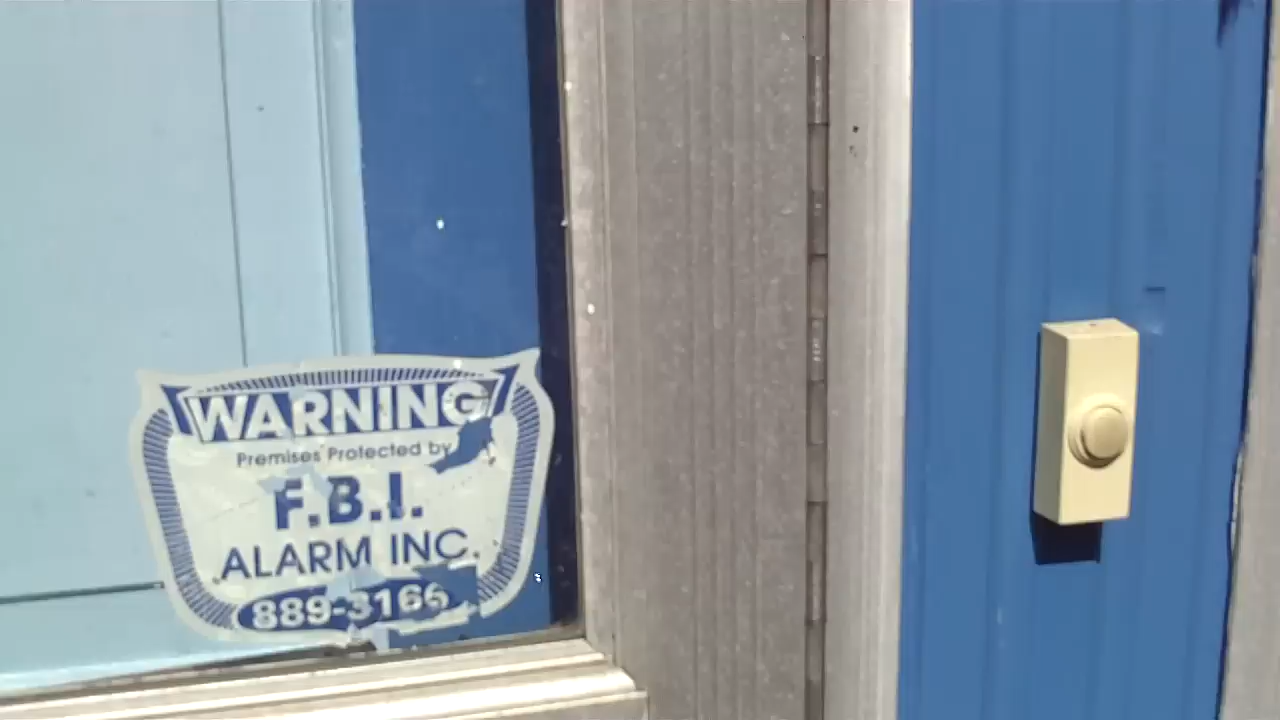 WARNING
Premises Protected by
F.B.I.
ALARM INC.
889-3166